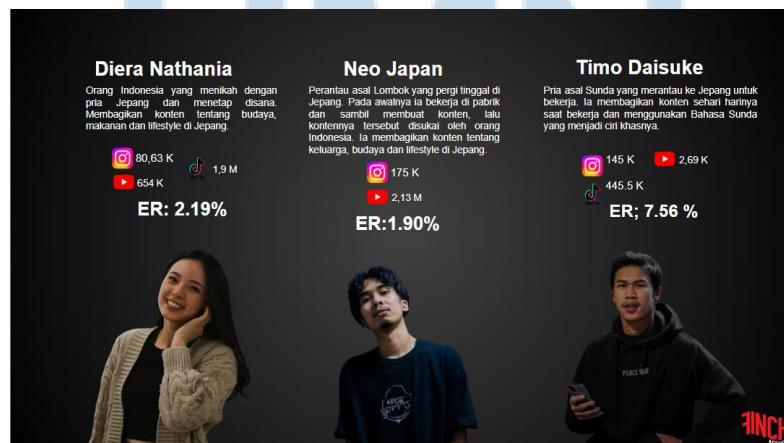 Diera Nathania
Orang Indonesia yang menikah dengan
pria Jepang dan menetap disana.
Membagikan konten tentang budaya,
makanan dan lifestyle di Jepang.
80,63 K
1,9 M
654 K
ER: 2.19%
Neo Japan
Perantau asal Lombok yang pergi tinggal di
Jepang. Pada awalnya ia bekerja di pabrik
dan sambil membuat konten, lalu
kontennya tersebut disukai oleh orang
Indonesia. Ia membagikan konten tentang
keluarga, budaya dan lifestyle di Jepang.
175 K
2,13 M
ER:1.90%
Timo Daisuke
Pria asal Sunda yang merantau ke Jepang untuk
bekerja. Ia membagikan konten sehari harinya
saat bekerja dan menggunakan Bahasa Sunda
yang menjadi ciri khasnya.
145 K
2,69 K
445.5 K
ER; 7.56 %